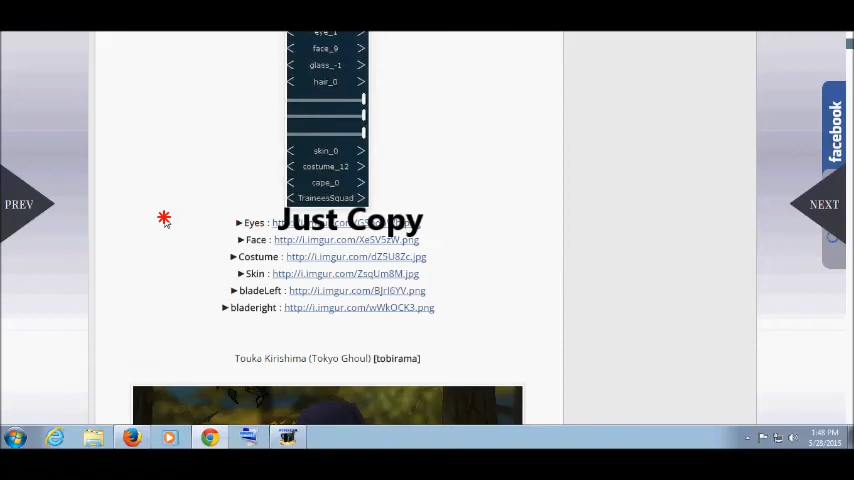 eye_1
face_9
glass_-1
hair_0
skin_0
costume_12
cape_0
TraineesSquad
Just Copy
►Eyes :
►Face : http://i.imgur.com/XeSVSzW.png
►Costume : http://i.imgur.com/dZ5U8Zc.jpg
►Skin : http://i.imgur.com/ZsqUm8M.jpg
►bladeLeft : http://i.imgur.com/BJrI6YV.png
►bladeright : http://i.imgur.com/wWkOCK3.png
Touka Kirishima (Tokyo Ghoul) [tobirama]
PREV
NEXT
facebook
1:48 PM
5/28/2015